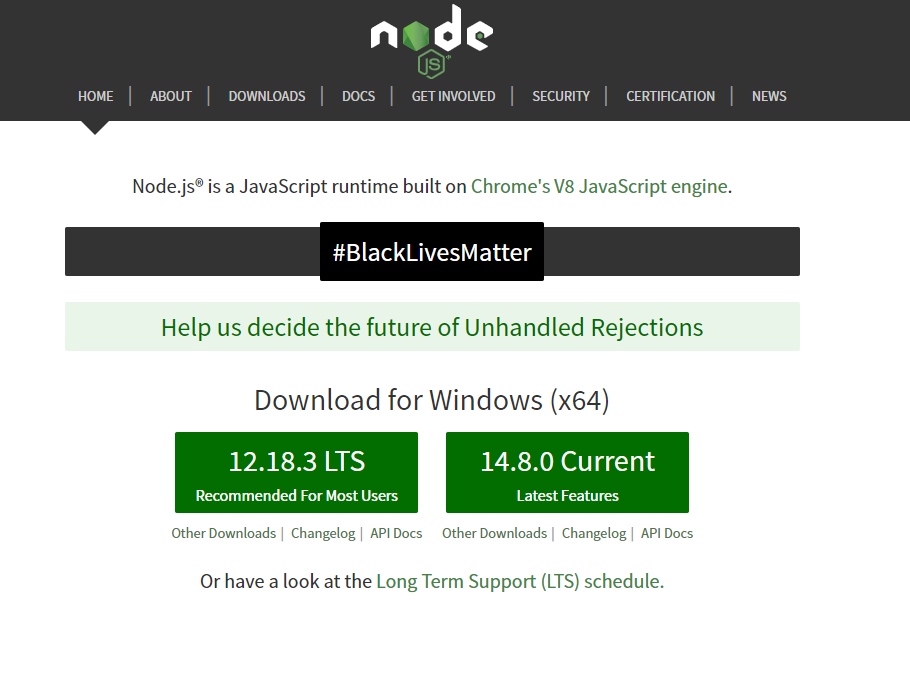 node
JS®
HOME | ABOUT | DOWNLOADS | DOCS | GET INVOLVED | SECURITY | CERTIFICATION | NEWS
Node.js® is a JavaScript runtime built on Chrome's V8 JavaScript engine.
#BlackLivesMatter
Help us decide the future of Unhandled Rejections
Download for Windows (x64)
12.18.3 LTS 14.8.0 Current
Recommended For Most Users Latest Features
Other Downloads | Changelog | API Docs Other Downloads | Changelog | API Docs
Or have a look at the Long Term Support (LTS) schedule.